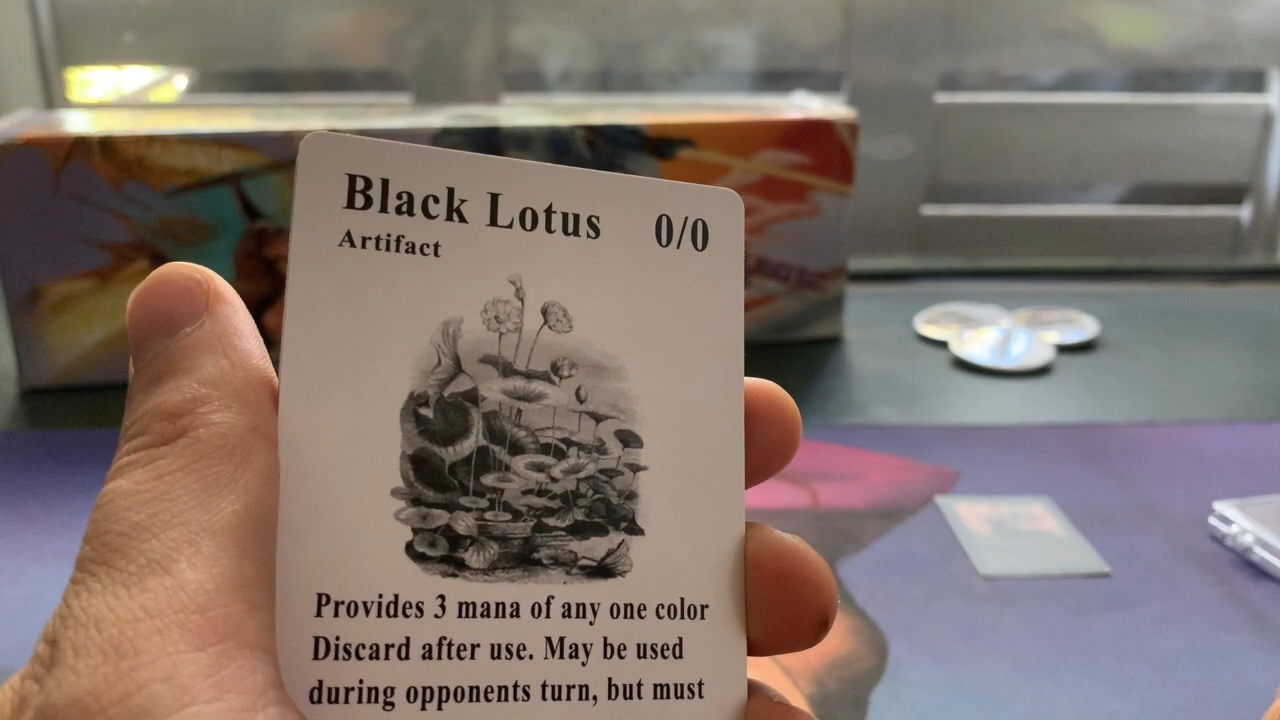 Black Lotus 0/0
Artifact
Provides 3 mana of any one color
Discard after use. May be used
during opponents turn, but must